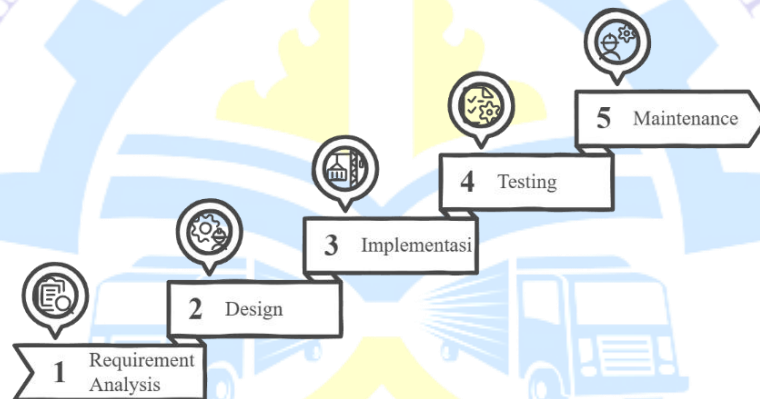 5 Maintenance
4 Testing
3 Implementasi
2 Design
1 Requirement
Analysis